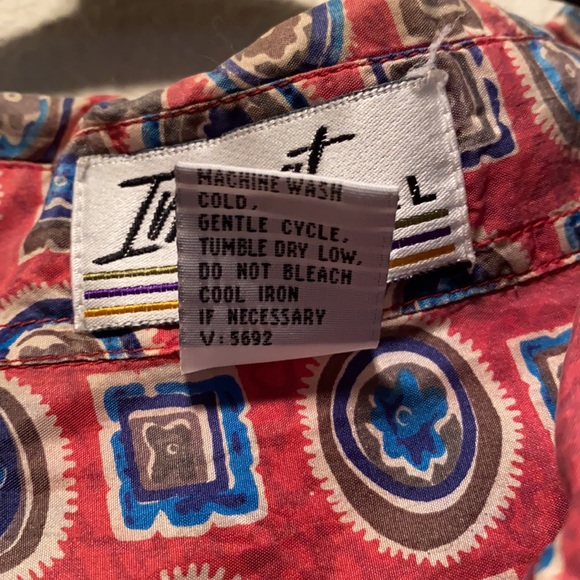 L
MACHINE WASH
COLD,
GENTLE CYCLE,
TUMBLE DRY LOW,
DO NOT BLEACH
COOL IRON
IF NECESSARY
V: 5692